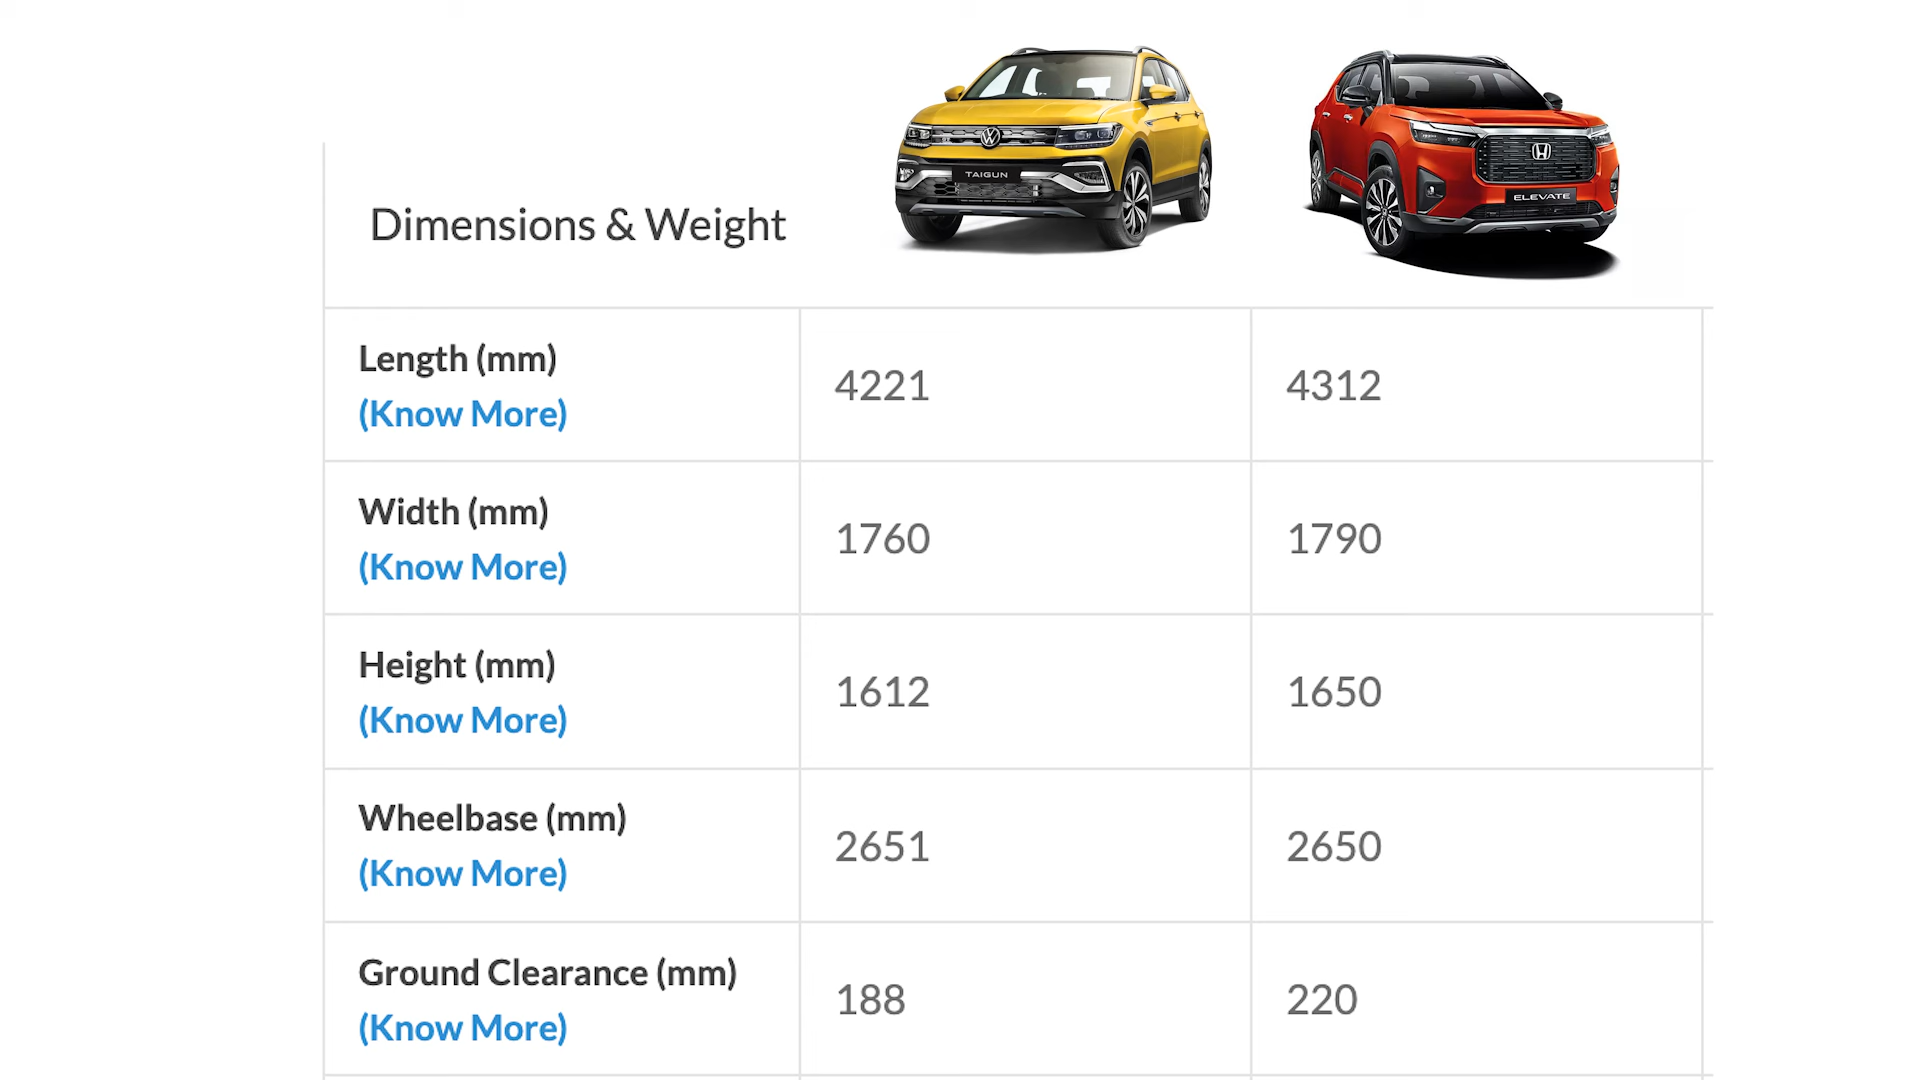 TAIGUN
ELEVATE
Dimensions & Weight
Length (mm)
(Know More)
4221
4312
Width (mm)
(Know More)
1760
1790
Height (mm)
(Know More)
1612
1650
Wheelbase (mm)
(Know More)
2651
2650
Ground Clearance (mm)
(Know More)
188
220